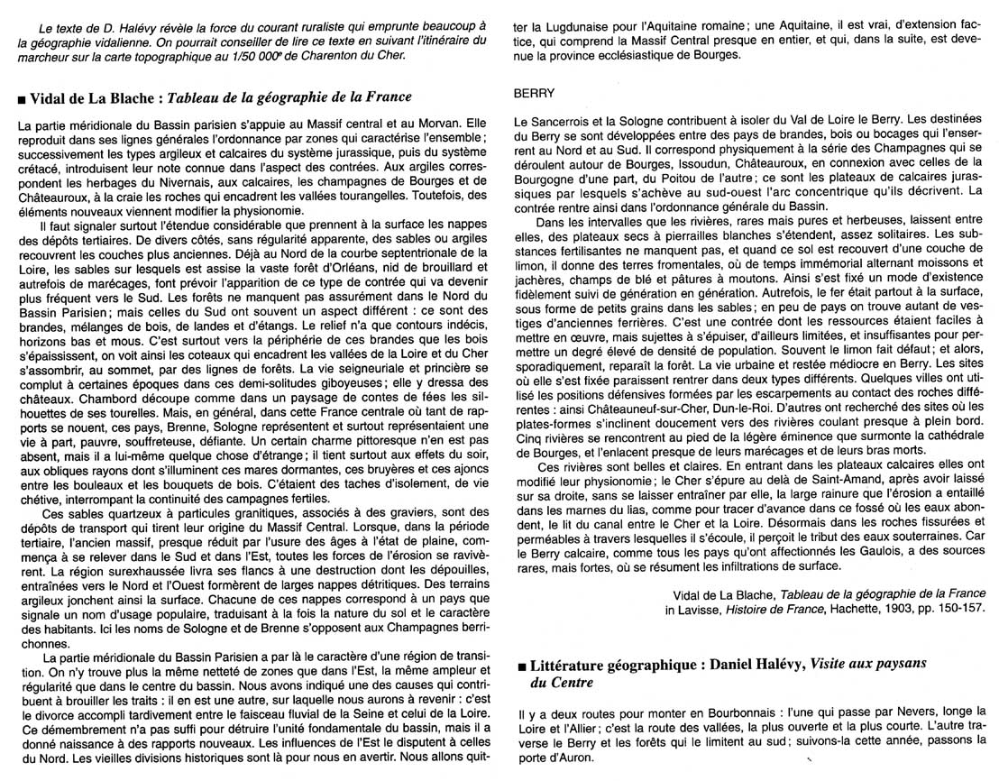 Le texte de D. Halévy révèle la force du courant ruraliste qui emprunte beaucoup à
la géographie vidalienne. On pourrait conseiller de lire ce texte en suivant l'itinéraire du
marcheur sur la carte topographique au 1/50 000e de Charenton du Cher.
■ Vidal de La Blache : Tableau de la géographie de la France
La partie méridionale du Bassin parisien s'appuie au Massif central et au Morvan. Elle
reproduit dans ses lignes générales l'ordonnance par zones qui caractérise l'ensemble ;
successivement les types argileux et calcaires du système jurassique, puis du système
crétacé, introduisent leur note connue dans l'aspect des contrées. Aux argiles corres-
pondent les herbages du Nivernais, aux calcaires, les champagnes de Bourges et de
Châteauroux, à la craie les roches qui encadrent les vallées tourangelles. Toutefois, des
éléments nouveaux viennent modifier la physionomie.
Il faut signaler surtout l'étendue considérable que prennent à la surface les nappes
des dépôts tertiaires. De divers côtés, sans régularité apparente, des sables ou argiles
recouvrent les couches plus anciennes. Déjà au Nord de la courbe septentrionale de la
Loire, les sables sur lesquels est assise la vaste forêt d'Orléans, nid de brouillard et
autrefois de marécages, font prévoir l'apparition de ce type de contrée qui va devenir
plus fréquent vers le Sud. Les forêts ne manquent pas assurément dans le Nord du
Bassin Parisien ; mais celles du Sud ont souvent un aspect différent : ce sont des
brandes, mélanges de bois, de landes et d'étangs. Le relief n'a que contours indécis,
horizons bas et mous. C'est surtout vers la périphérie de ces brandes que les bois
s'épaississent, on voit ainsi les coteaux qui encadrent les vallées de la Loire et du Cher
s'assombrir, au sommet, par des lignes de forêts. La vie seigneuriale et princière se
complut à certaines époques dans ces demi-solitudes giboyeuses ; elle y dressa des
châteaux. Chambord découpe comme dans un paysage de contes de fées les sil-
houettes de ses tourelles. Mais, en général, dans cette France centrale où tant de rap-
ports se nouent, ces pays, Brenne, Sologne représentent et surtout représentaient une
vie à part, pauvre, souffreteuse, défiante. Un certain charme pittoresque n'en est pas
absent, mais il a lui-même quelque chose d'étrange ; il tient surtout aux effets du soir,
aux obliques rayons dont s'illuminent ces mares dormantes, ces bruyères et ces ajoncs
entre les bouleaux et les bouquets de bois. C'étaient des taches d'isolement, de vie
chétive, interrompant la continuité des campagnes fertiles.
Ces sables quartzeux à particules granitiques, associés à des graviers, sont des
dépôts de transport qui tirent leur origine du Massif Central. Lorsque, dans la période
tertiaire, l'ancien massif, presque réduit par l'usure des âges à l'état de plaine, com-
mença à se relever dans le Sud et dans l'Est, toutes les forces de l'érosion se ravivè-
rent. La région surexhaussée livra ses flancs à une destruction dont les dépouilles,
entraînées vers le Nord et l'Ouest formèrent de larges nappes détritiques. Des terrains
argileux jonchent ainsi la surface. Chacune de ces nappes correspond à un pays que
signale un nom d'usage populaire, traduisant à la fois la nature du sol et le caractère
des habitants. Ici les noms de Sologne et de Brenne s'opposent aux Champagnes berri-
chonnes.
La partie méridionale du Bassin Parisien a par là le caractère d'une région de transi-
tion. On n'y trouve plus la même netteté de zones que dans l'Est, la même ampleur et
régularité que dans le centre du bassin. Nous avons indiqué une des causes qui contri-
buent à brouiller les traits : il en est une autre, sur laquelle nous aurons à revenir : c'est
le divorce accompli tardivement entre le faisceau fluvial de la Seine et celui de la Loire.
Ce démembrement n'a pas suffi pour détruire l'unité fondamentale du bassin, mais il a
donné naissance à des rapports nouveaux. Les influences de l'Est le disputent à celles
du Nord. Les vieilles divisions historiques sont là pour nous en avertir. Nous allons quit-
ter la Lugdunaise pour l'Aquitaine romaine ; une Aquitaine, il est vrai, d'extension fac-
tice, qui comprend la Massif Central presque en entier, et qui, dans la suite, est deve-
nue la province ecclésiastique de Bourges.
BERRY
Le Sancerrois et la Sologne contribuent à isoler du Val de Loire le Berry. Les destinées
du Berry se sont développées entre des pays de brandes, bois ou bocages qui l'enser-
rent au Nord et au Sud. Il correspond physiquement à la série des Champagnes qui se
déroulent autour de Bourges, Issoudun, Châteauroux, en connexion avec celles de la
Bourgogne d'une part, du Poitou de l'autre ; ce sont les plateaux de calcaires juras-
siques par lesquels s'achève au sud-ouest l'arc concentrique qu'ils décrivent. La
contrée rentre ainsi dans l'ordonnance générale du Bassin.
Dans les intervalles que les rivières, rares mais pures et herbeuses, laissent entre
elles, des plateaux secs à pierrailles blanches s'étendent, assez solitaires. Les sub-
stances fertilisantes ne manquent pas, et quand ce sol est recouvert d'une couche de
limon, il donne des terres fromentales, où de temps immémorial alternant moissons et
jachères, champs de blé et pâtures à moutons. Ainsi s'est fixé un mode d'existence
fidèlement suivi de génération en génération. Autrefois, le fer était partout à la surface,
sous forme de petits grains dans les sables ; en peu de pays on trouve autant de ves-
tiges d'anciennes ferrières. C'est une contrée dont les ressources étaient faciles à
mettre en œuvre, mais sujettes à s'épuiser, d'ailleurs limitées, et insuffisantes pour per-
mettre un degré élevé de densité de population. Souvent le limon fait défaut ; et alors,
sporadiquement, reparaît la forêt. La vie urbaine et restée médiocre en Berry. Les sites
où elle s'est fixée paraissent rentrer dans deux types différents. Quelques villes ont uti-
lisé les positions défensives formées par les escarpements au contact des roches diffé-
rentes : ainsi Châteauneuf-sur-Cher, Dun-le-Roi. D'autres ont recherché des sites où les
plates-formes s'inclinent doucement vers des rivières coulant presque à plein bord.
Cinq rivières se rencontrent au pied de la légère éminence que surmonte la cathédrale
de Bourges, et l'enlacent presque de leurs marécages et de leurs bras morts.
Ces rivières sont belles et claires. En entrant dans les plateaux calcaires elles ont
modifié leur physionomie ; le Cher s'épure au delà de Saint-Amand, après avoir laissé
sur sa droite, sans se laisser entraîner par elle, la large rainure que l'érosion a entaillé
dans les marnes du lias, comme pour tracer d'avance dans ce fossé où les eaux abon-
dent, le lit du canal entre le Cher et la Loire. Désormais dans les roches fissurées et
perméables à travers lesquelles il s'écoule, il perçoit le tribut des eaux souterraines. Car
le Berry calcaire, comme tous les pays qu'ont affectionnés les Gaulois, a des sources
rares, mais fortes, où se résument les infiltrations de surface.
Vidal de La Blache, Tableau de la géographie de la France
in Lavisse, Histoire de France, Hachette, 1903, pp. 150-157.
■ Littérature géographique : Daniel Halévy, Visite aux paysans
du Centre
Il y a deux routes pour monter en Bourbonnais : l'une qui passe par Nevers, longe la
Loire et l'Allier ; c'est la route des vallées, la plus ouverte et la plus courte. L'autre tra-
verse le Berry et les forêts qui le limitent au sud ; suivons-la cette année, passons la
porte d'Auron.